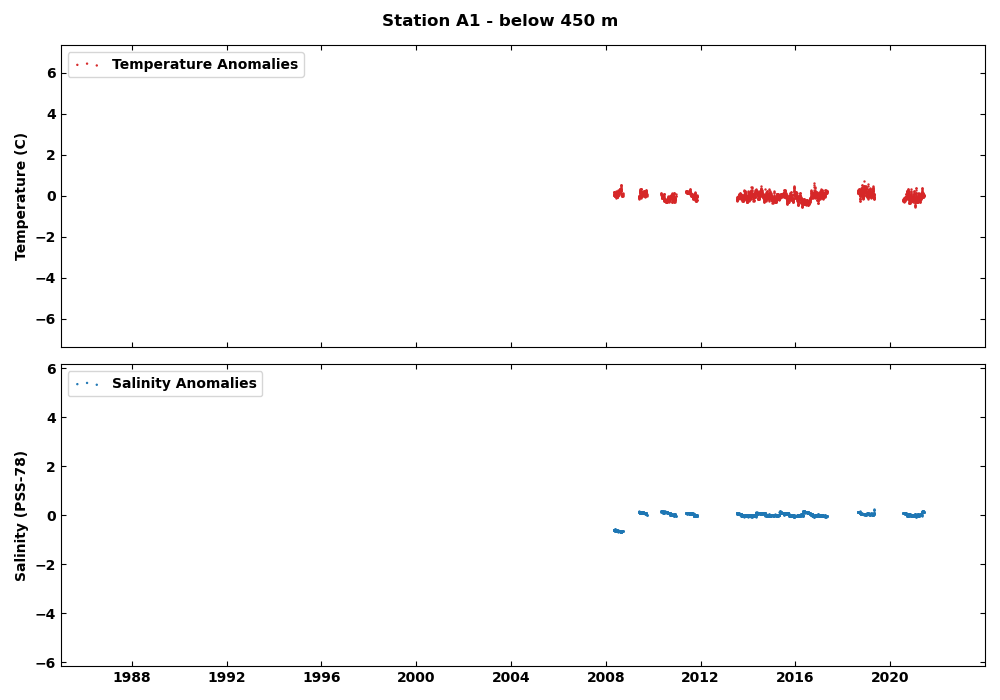 Station A1 - below 450 m
Temperature Anomalies
Temperature (C)
6
4
2
0
−2
−4
−6
Salinity Anomalies
Salinity (PSS-78)
6
4
2
0
−2
−4
−6
1988 1992 1996 2000 2004 2008 2012 2016 2020